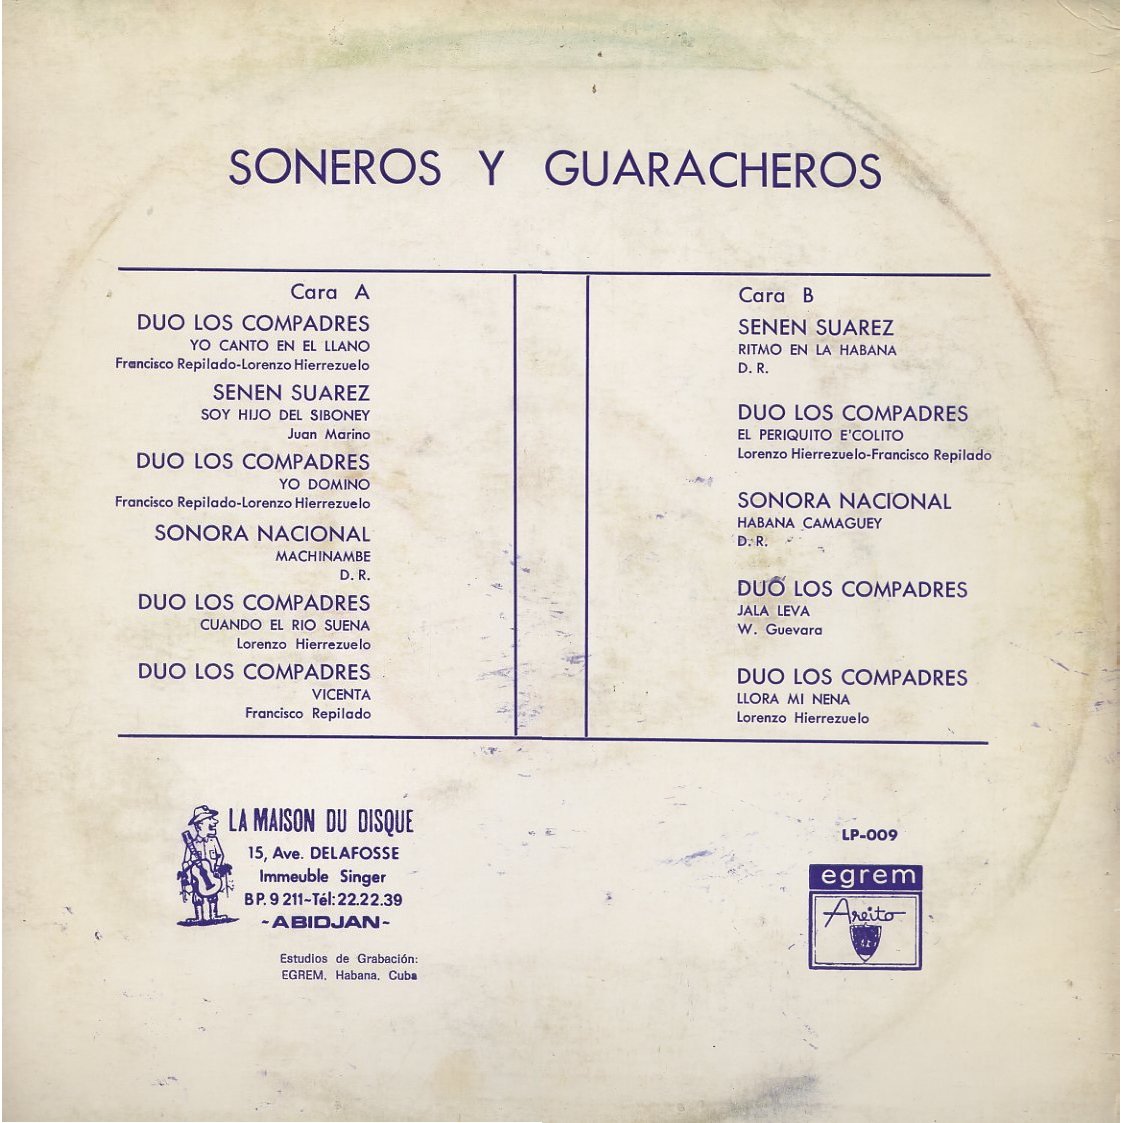 SONEROS Y GUARACHEROS
Cara A
DUO LOS COMPADRES
YO CANTO EN EL LLANO
Francisco Repilado-Lorenzo Hierrezuelo
SENEN SUAREZ
SOY HIJO DEL SIBONEY
Juan Marino
DUO LOS COMPADRES
YO DOMINO
Francisco Repilado-Lorenzo Hierrezuelo
SONORA NACIONAL
MACHINAMBE
D. R.
DUO LOS COMPADRES
CUANDO EL RIO SUENA
Lorenzo Hierrezuelo
DUO LOS COMPADRES
VICENTA
Francisco Repilado
Cara B
SENEN SUAREZ
RITMO EN LA HABANA
D. R.
DUO LOS COMPADRES
EL PERIQUITO E'COLITO
Lorenzo Hierrezuelo-Francisco Repilado
SONORA NACIONAL
HABANA CAMAGUEY
D. R.
DUO LOS COMPADRES
JALA LEVA
W. Guevara
DUO LOS COMPADRES
LLORA MI NENA
Lorenzo Hierrezuelo
LA MAISON DU DISQUE
15, Ave. DELAFOSSE
Immeuble Singer
B P. 9 211-Tél: 22.22.39
-ABIDJAN-
Estudios de Grabación:
EGREM, Habana, Cuba
LP-009
egrem
Areito